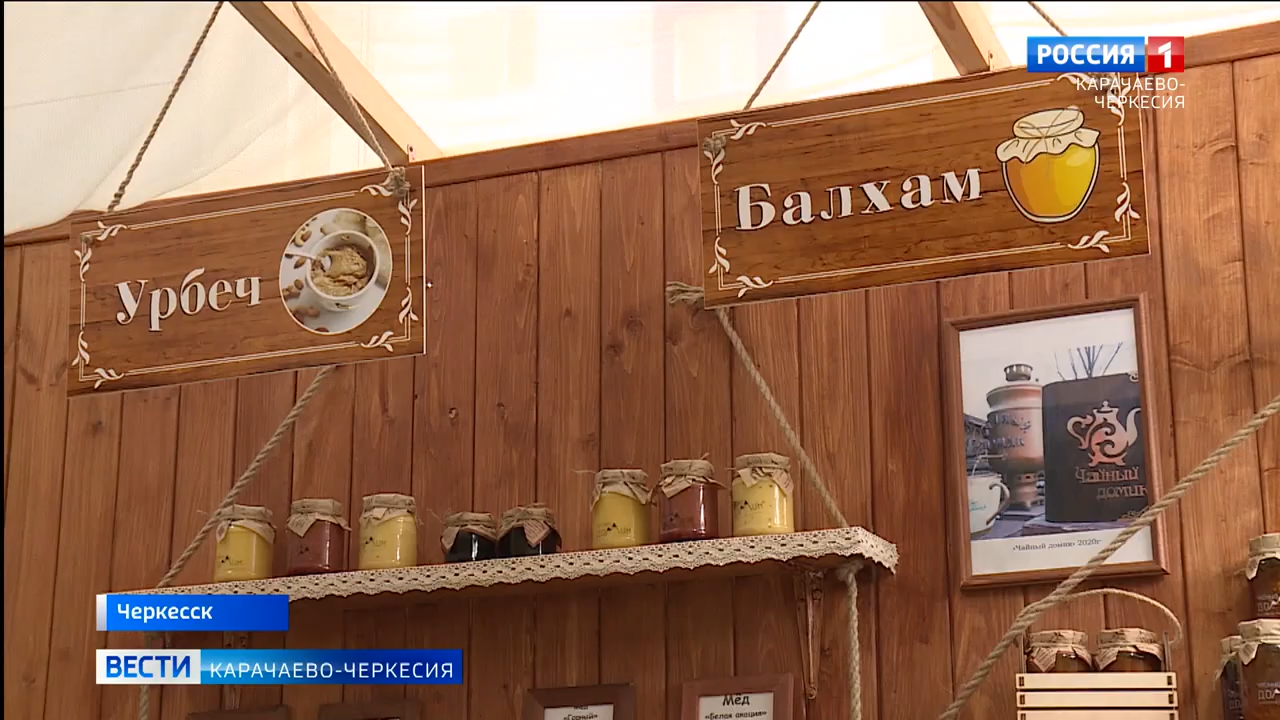 РОССИЯ 1
КАРАЧАЕВО-
ЧЕРКЕСИЯ
Балхам
Урбеч
Чайный
домик
«Чайный домик» 2020г
Черкесск
ВЕСТИ КАРАЧАЕВО-ЧЕРКЕСИЯ
Мёд
«Горный»
Мёд
«Белая акация»